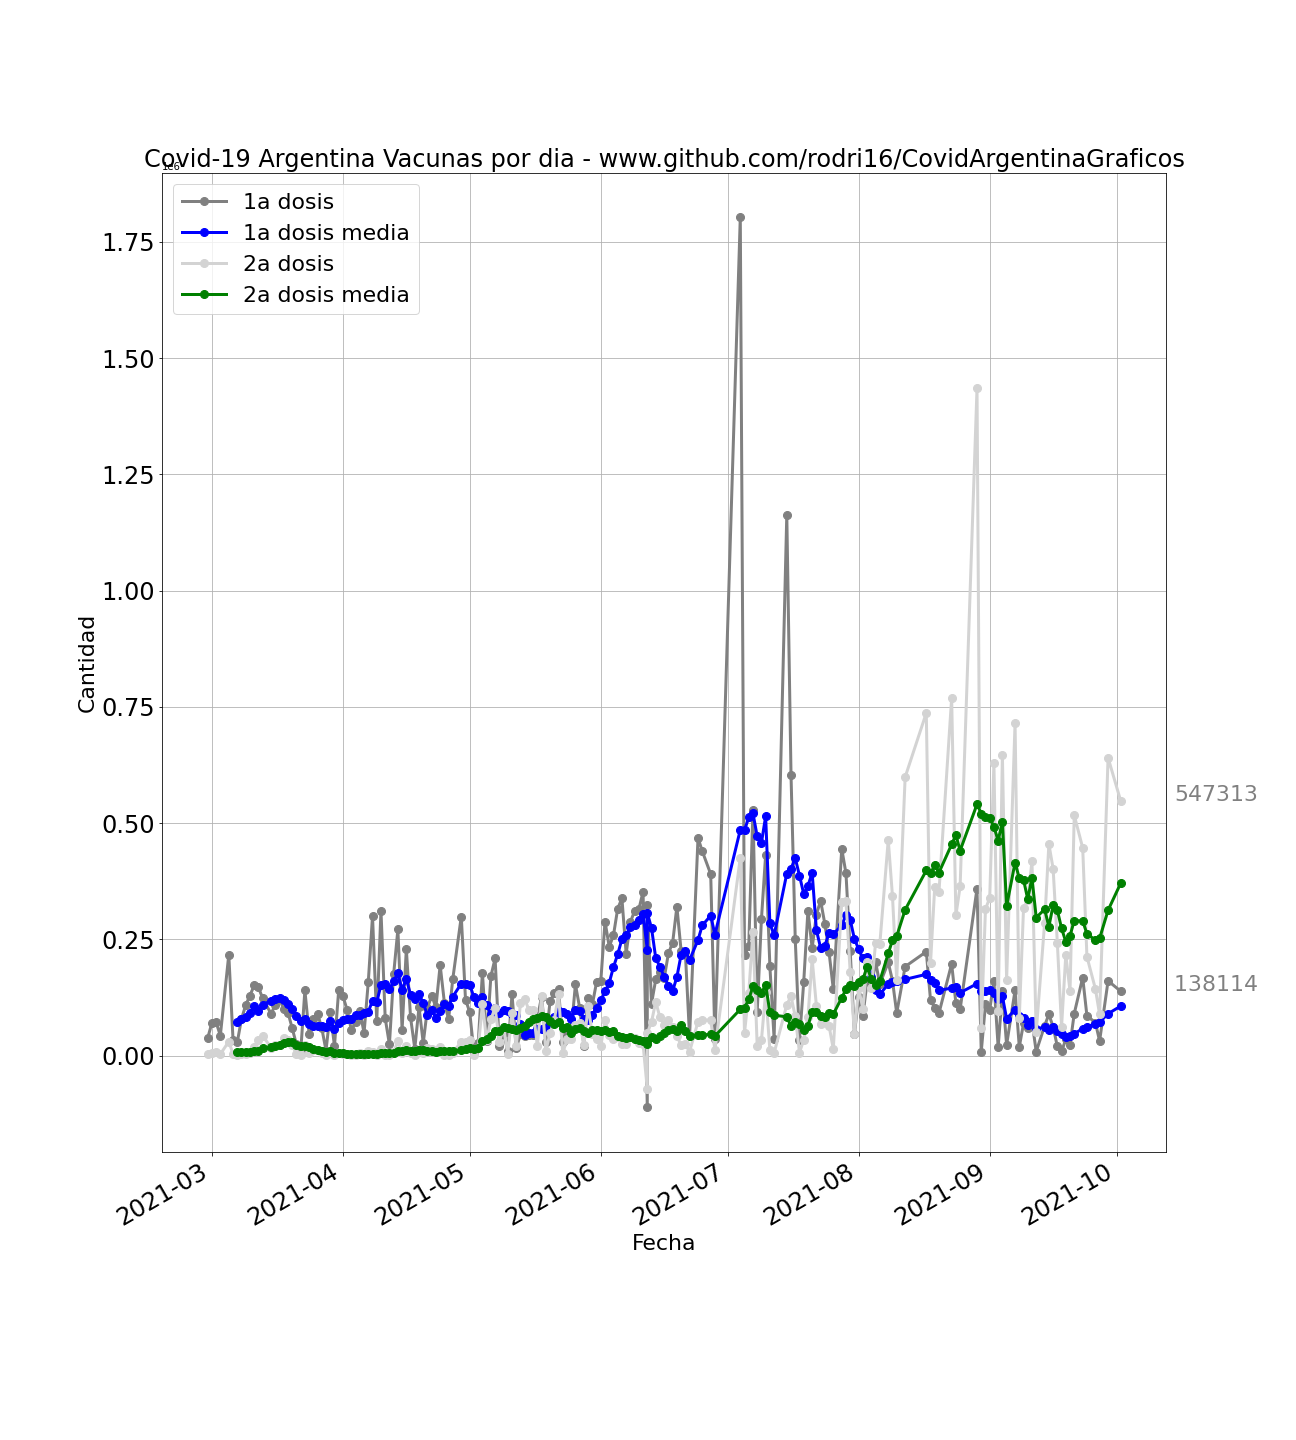 Covid-19 Argentina Vacunas por dia - www.github.com/rodri16/CovidArgentinaGraficos
1e6
1a dosis
1a dosis media
2a dosis
2a dosis media
1.75
1.50
1.25
1.00
0.75
0.50
0.25
0.00
Cantidad
547313
138114
2021-03
2021-04
2021-05
2021-06
2021-07
2021-08
2021-09
2021-10
Fecha